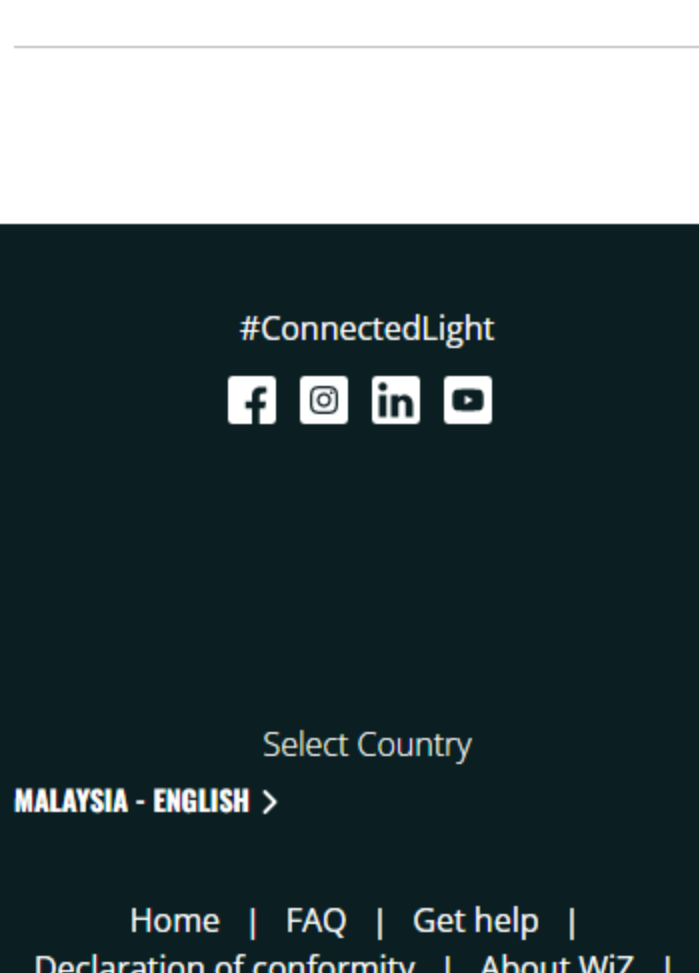 #ConnectedLight
Select Country
MALAYSIA - ENGLISH
Home | FAQ | Get help |
Declaration of conformity | About WiZ |